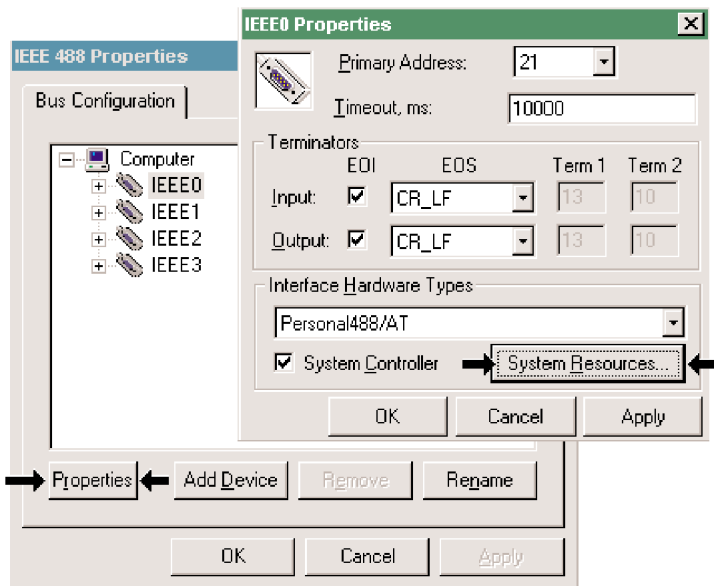 IEEE 488 Properties
Bus Configuration
Computer
IEEE0
IEEE1
IEEE2
IEEE3
Properties
Add Device
Remove
Rename
OK
Cancel
Apply
IEEE0 Properties
Primary Address: 21
Timeout, ms: 10000
Terminators
EOI EOS Term 1 Term 2
Input: CR_LF 13 10
Output: CR_LF 13 10
Interface Hardware Types
Personal488/AT
System Controller System Resources...
OK Cancel Apply